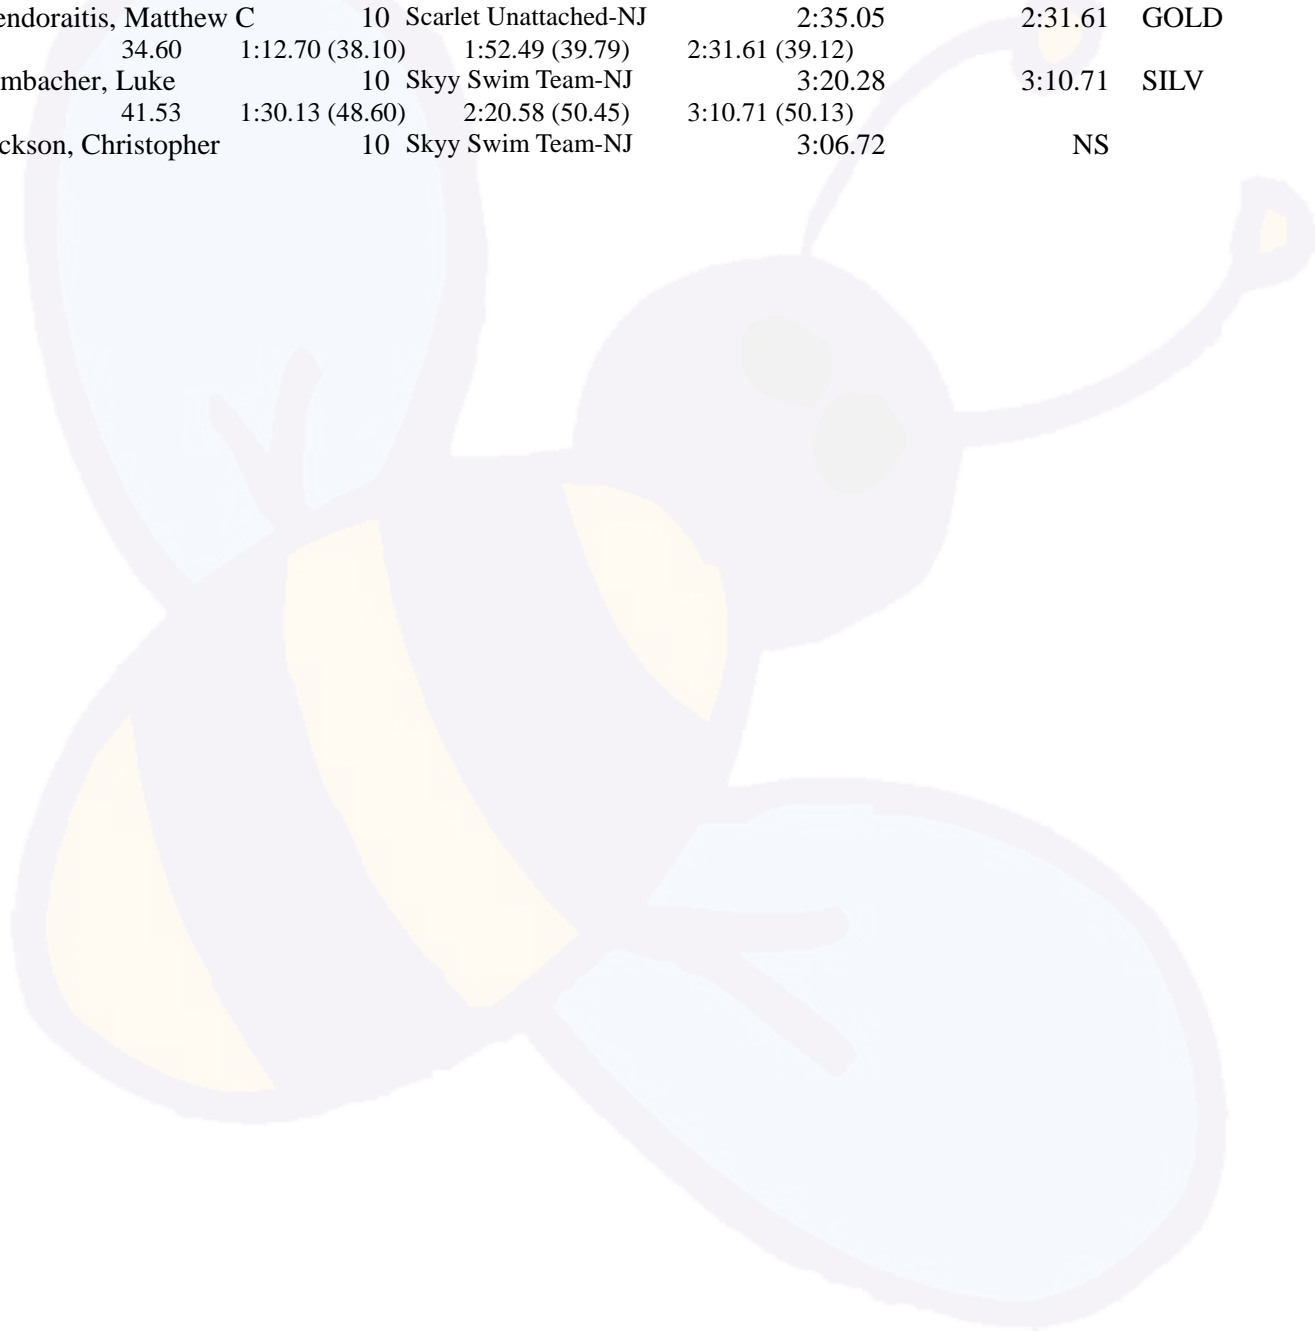 endoraitis, Matthew C 10 Scarlet Unattached-NJ 2:35.05 2:31.61 GOLD
34.60 1:12.70 (38.10) 1:52.49 (39.79) 2:31.61 (39.12)
mbacher, Luke 10 Skyy Swim Team-NJ 3:20.28 3:10.71 SILV
41.53 1:30.13 (48.60) 2:20.58 (50.45) 3:10.71 (50.13)
ckson, Christopher 10 Skyy Swim Team-NJ 3:06.72 NS